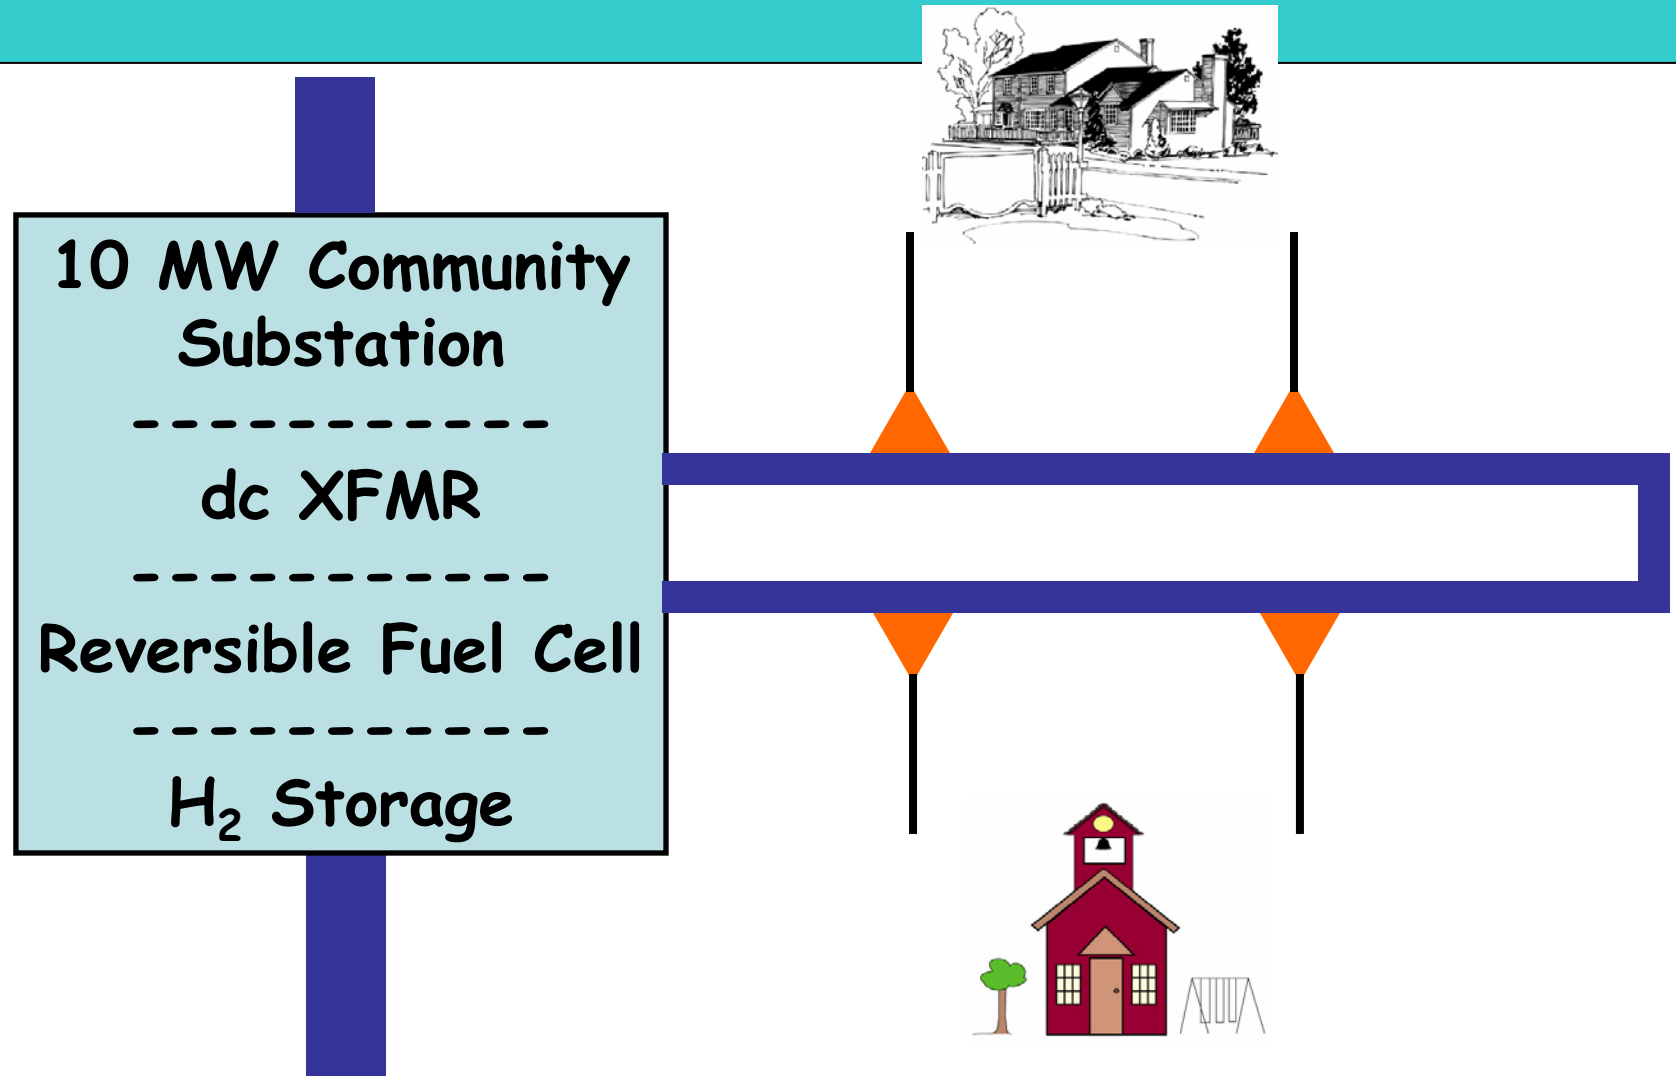 10 MW Community
Substation
------------
dc XFMR
------------
Reversible Fuel Cell
------------
H₂ Storage